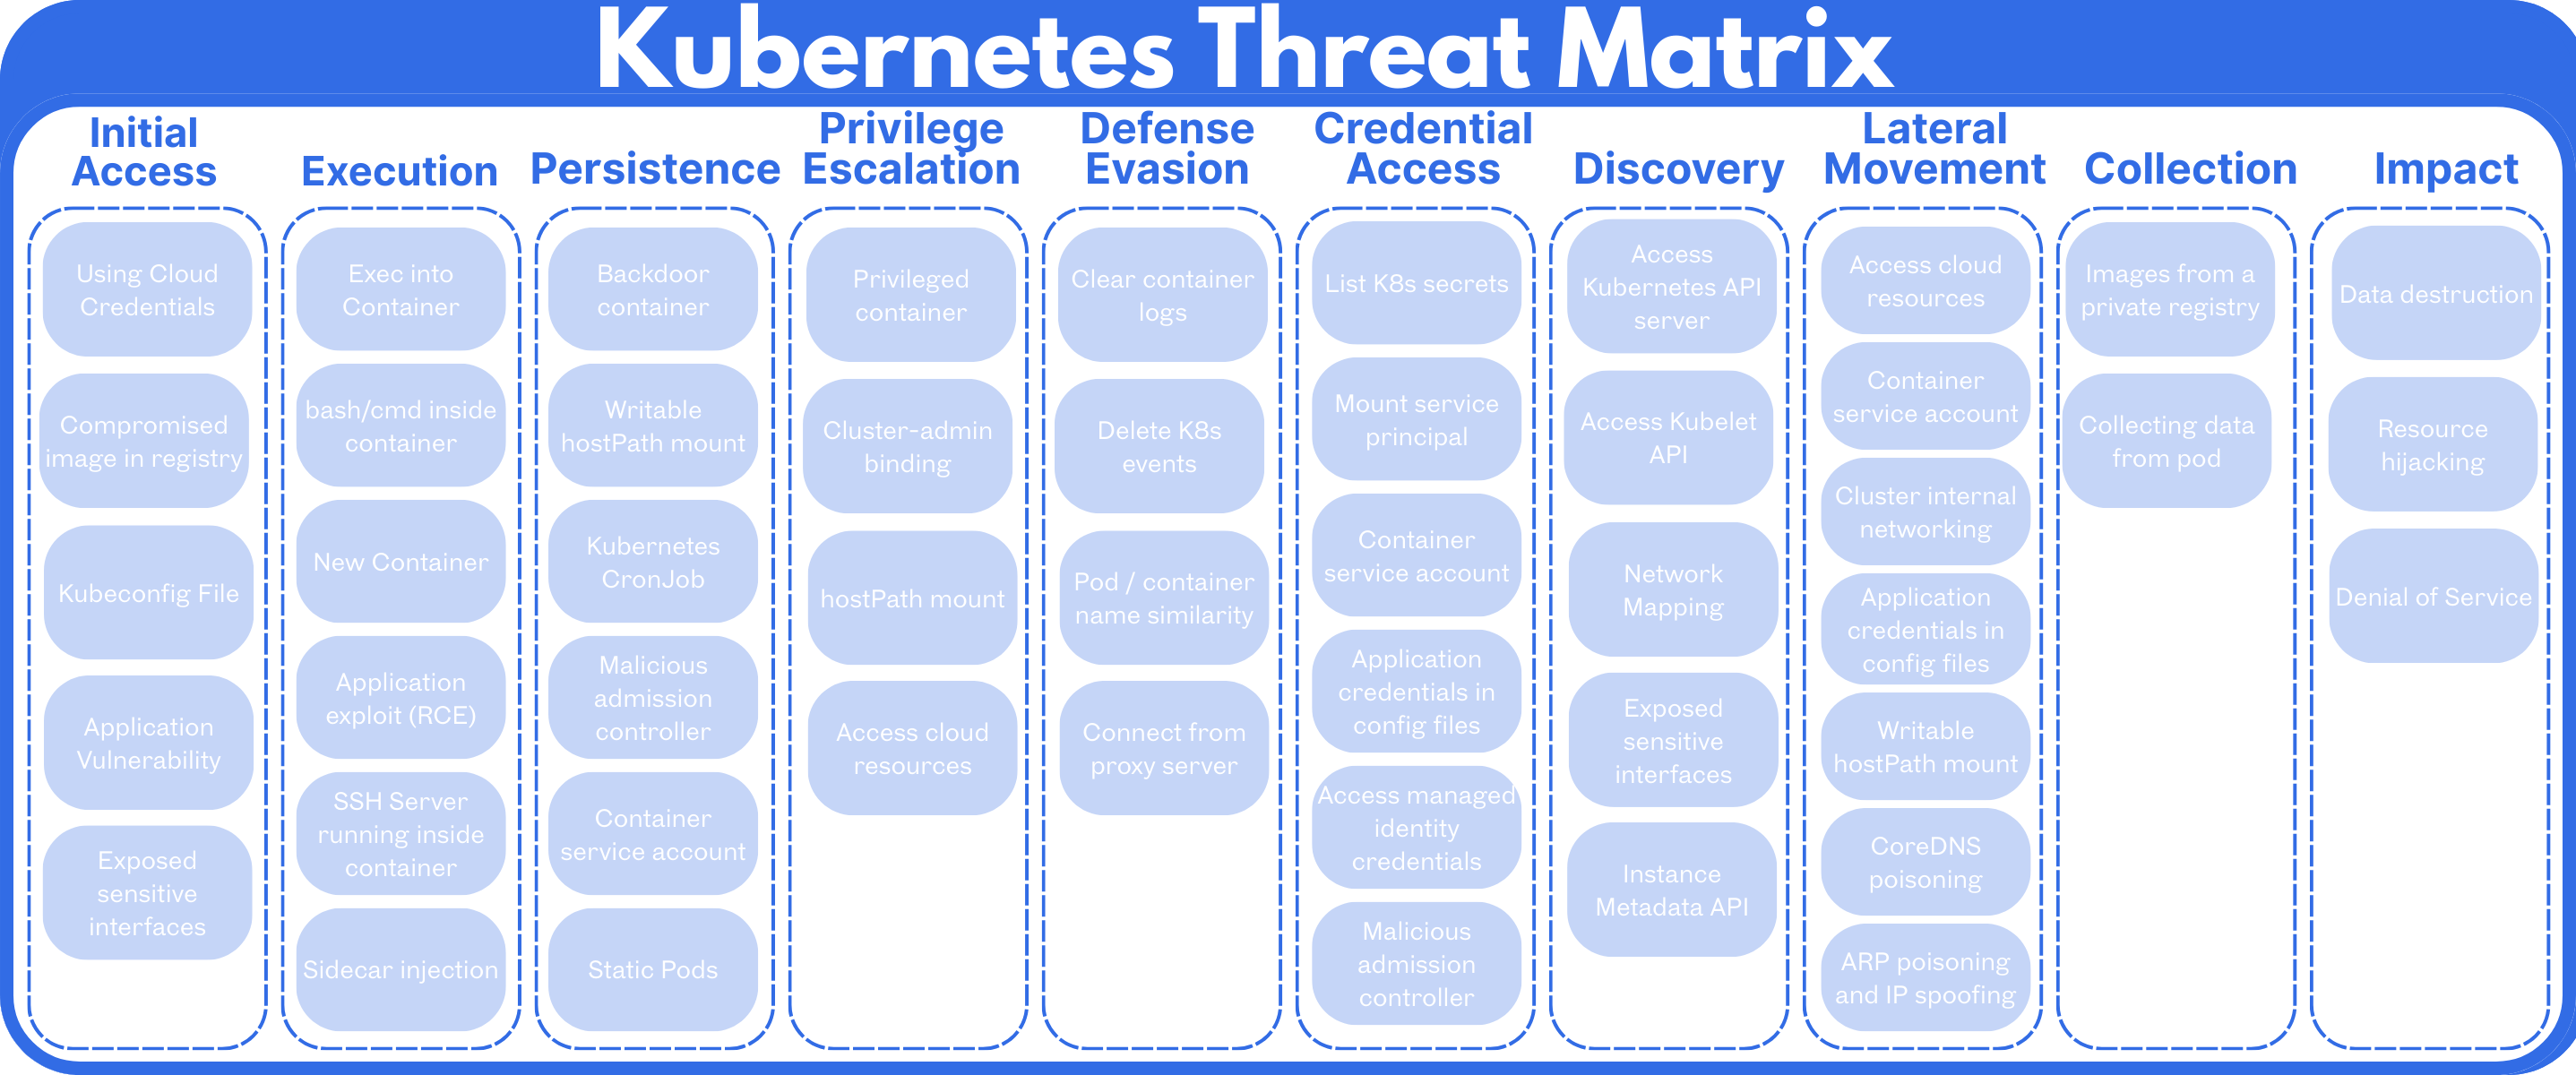 Kubernetes Threat Matrix
Initial
Access
Using Cloud
Credentials
Compromised
image in registry
Kubeconfig File
Application
Vulnerability
Exposed
sensitive
interfaces
Execution
Exec into
Container
bash/cmd inside
container
New Container
Application
exploit (RCE)
SSH Server
running inside
container
Sidecar injection
Persistence
Backdoor
container
Writable
hostPath mount
Kubernetes
CronJob
Malicious
admission
controller
Container
service account
Static Pods
Privilege
Escalation
Privileged
container
Cluster-admin
binding
hostPath mount
Access cloud
resources
Defense
Evasion
Clear container
logs
Delete K8s
events
Pod / container
name similarity
Connect from
proxy server
Credential
Access
List K8s secrets
Mount service
principal
Container
service account
Application
credentials in
config files
Access managed
identity
credentials
Malicious
admission
controller
Discovery
Access
Kubernetes API
server
Access Kubelet
API
Network
Mapping
Exposed
sensitive
interfaces
Instance
Metadata API
Lateral
Movement
Access cloud
resources
Container
service account
Cluster internal
networking
Application
credentials in
config files
Writable
hostPath mount
CoreDNS
poisoning
ARP poisoning
and IP spoofing
Collection
Images from a
private registry
Collecting data
from pod
Impact
Data destruction
Resource
hijacking
Denial of Service